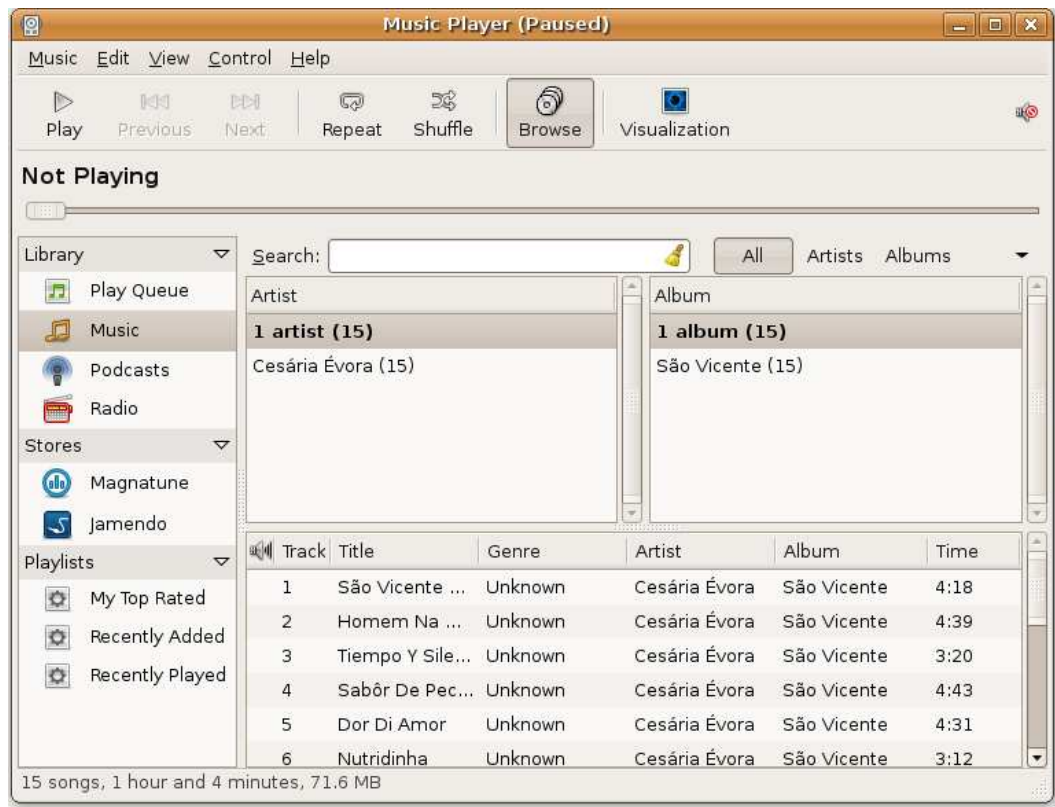 Music Player (Paused)
Music Edit View Control Help
Play Previous Next Repeat Shuffle Browse Visualization
Not Playing
Library
Play Queue
Music
Podcasts
Radio
Stores
Magnatune
Jamendo
Playlists
My Top Rated
Recently Added
Recently Played
Search: All Artists Albums
Artist
1 artist (15)
Cesária Évora (15)
Album
1 album (15)
São Vicente (15)
Track Title Genre Artist Album Time
1 São Vicente ... Unknown Cesária Évora São Vicente 4:18
2 Homem Na ... Unknown Cesária Évora São Vicente 4:39
3 Tiempo Y Sile... Unknown Cesária Évora São Vicente 3:20
4 Sabôr De Pec... Unknown Cesária Évora São Vicente 4:43
5 Dor Di Amor Unknown Cesária Évora São Vicente 4:31
6 Nutridinha Unknown Cesária Évora São Vicente 3:12
15 songs, 1 hour and 4 minutes, 71.6 MB